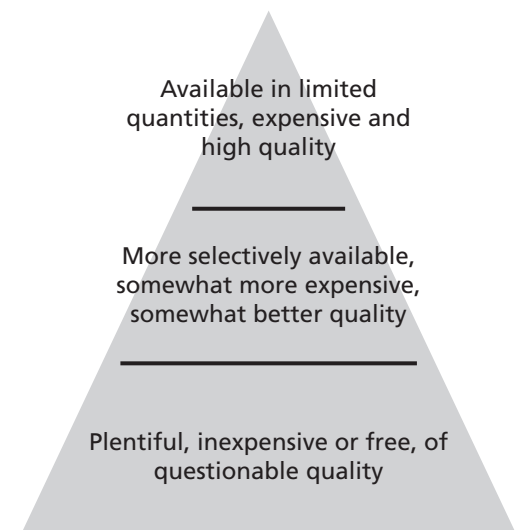 Available in limited
quantities, expensive and
high quality
More selectively available,
somewhat more expensive,
somewhat better quality
Plentiful, inexpensive or free, of
questionable quality